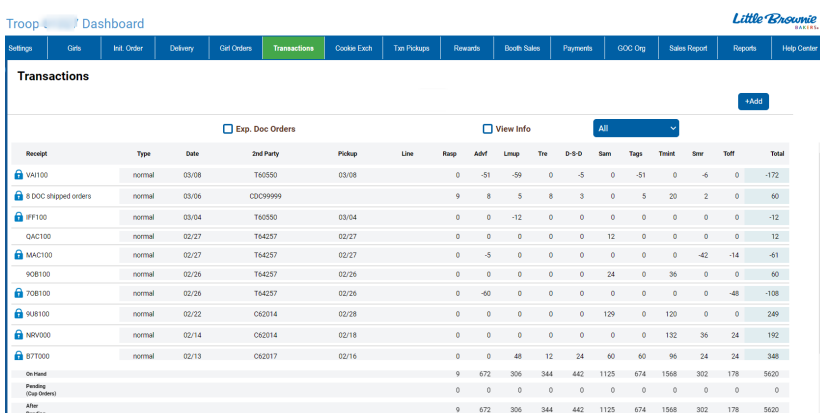 Troop Dashboard
Little Brownie
BAKERS
Settings Girls Init. Order Delivery Girl Orders Transactions Cookie Exch Txn Pickups Rewards Booth Sales Payments GOC Org Sales Report Reports Help Center
Transactions
+Add
Exp. Doc Orders View Info All
Receipt Type Date 2nd Party Pickup Line Rasp Advf Lmup Tre D-S-D Sam Tags Tmint Smr Toff Total
VAI100 normal 03/08 T60550 03/08 0 -51 -59 0 -5 0 -51 0 -6 0 -172
8 DOC shipped orders normal 03/06 CDC99999 9 8 5 8 3 0 5 20 2 0 60
IFF100 normal 03/04 T60550 03/04 0 0 -12 0 0 0 0 0 0 0 -12
QAC100 normal 02/27 T64257 02/27 0 0 0 0 0 12 0 0 0 0 12
MAC100 normal 02/27 T64257 02/27 0 -5 0 0 0 0 0 0 -42 -14 -61
90B100 normal 02/26 T64257 02/26 0 0 0 0 0 24 0 36 0 0 60
70B100 normal 02/26 T64257 02/26 0 -60 0 0 0 0 0 0 0 -48 -108
9U8100 normal 02/22 C62014 02/28 0 0 0 0 0 129 0 120 0 0 249
NRV000 normal 02/14 C62014 02/18 0 0 0 0 0 0 0 132 36 24 192
B7T000 normal 02/13 C62017 02/16 0 0 48 12 24 60 60 96 24 24 348
On Hand 9 672 306 344 442 1125 674 1568 302 178 5620
Pending
(Cup Orders) 0 0 0 0 0 0 0 0 0 0 0
After
9 672 306 344 442 1125 674 1568 302 178 5620